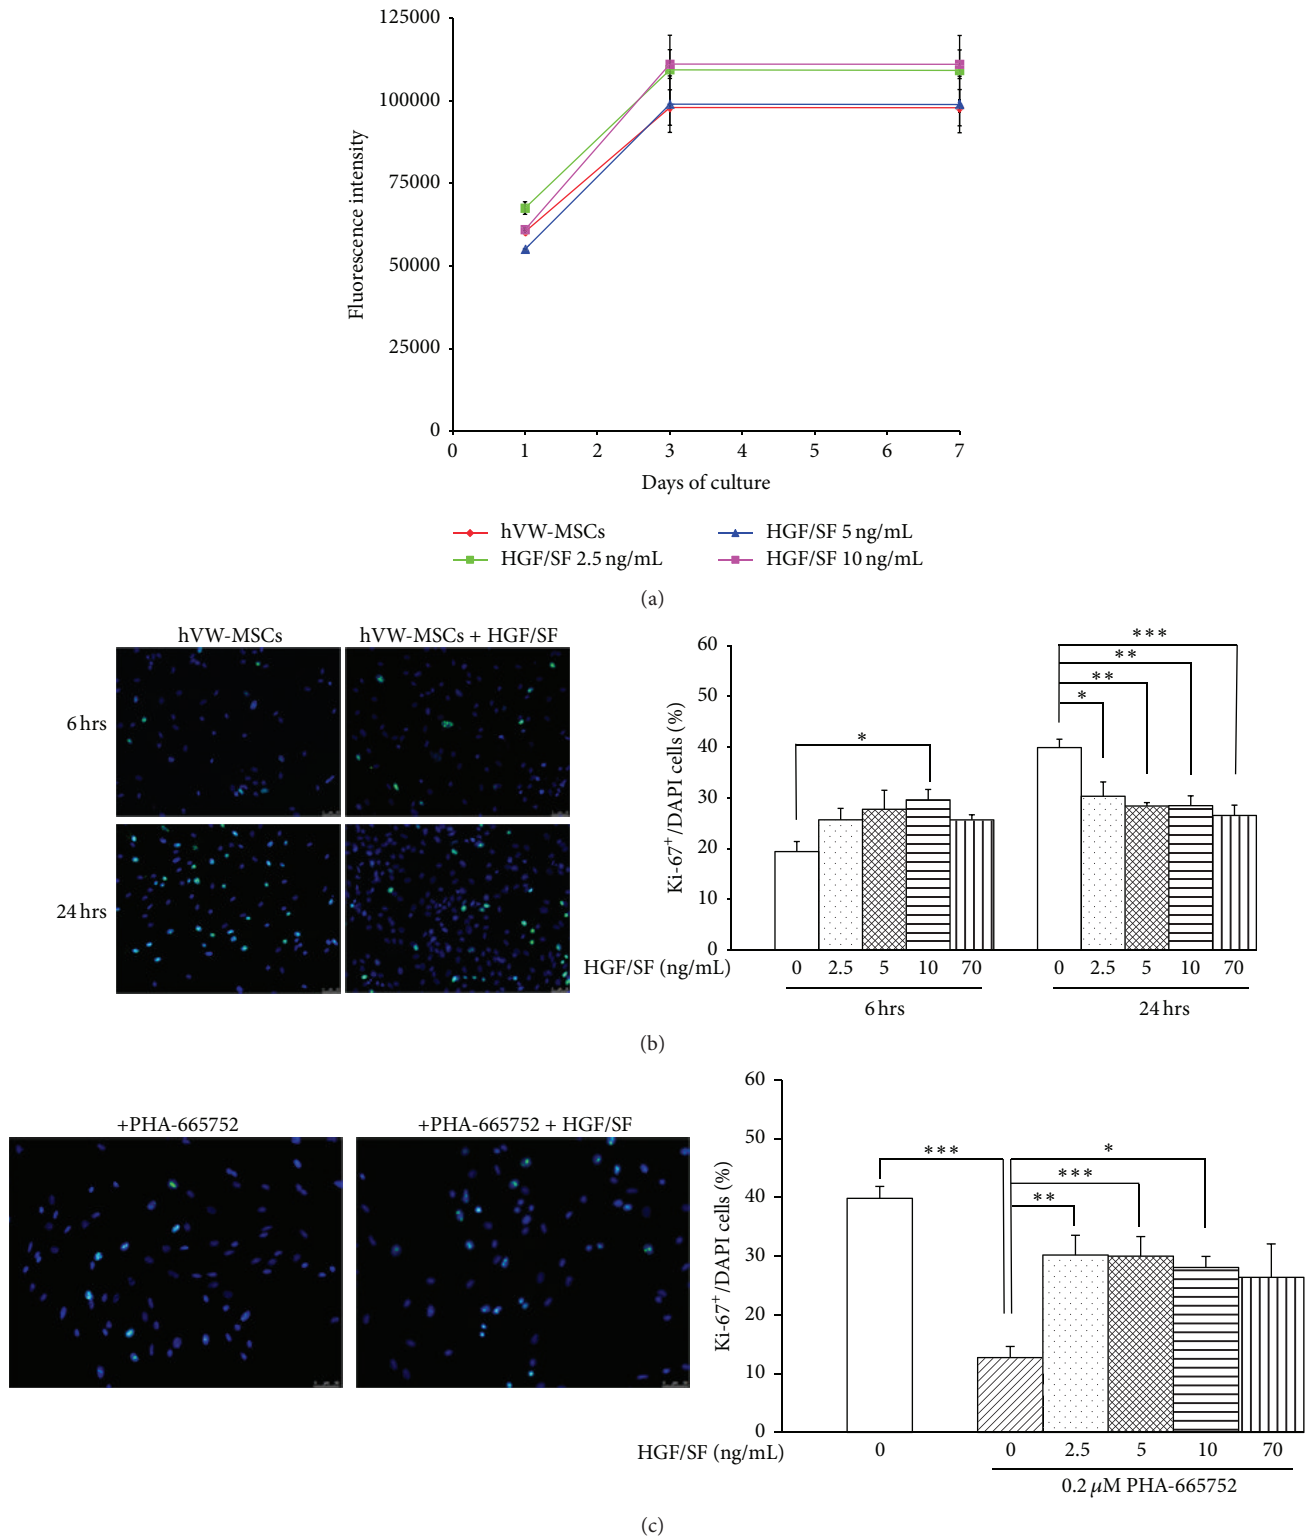 125000
100000
75000
50000
25000
0
Fluorescence intensity
0 1 2 3 4 5 6 7
Days of culture
hVW-MSCs
HGF/SF 2.5 ng/mL
HGF/SF 5 ng/mL
HGF/SF 10 ng/mL
(a)
hVW-MSCs
hVW-MSCs + HGF/SF
6 hrs
24 hrs
60
50
40
30
20
10
0
Ki-67+/DAPI cells (%)
*
***
**
**
*
HGF/SF (ng/mL)
0 2.5 5 10 70
0 2.5 5 10 70
6 hrs
24 hrs
(b)
+PHA-665752
+PHA-665752 + HGF/SF
60
50
40
30
20
10
0
Ki-67+/DAPI cells (%)
***
*
***
**
HGF/SF (ng/mL)
0 0 2.5 5 10 70
0.2 μM PHA-665752
(c)